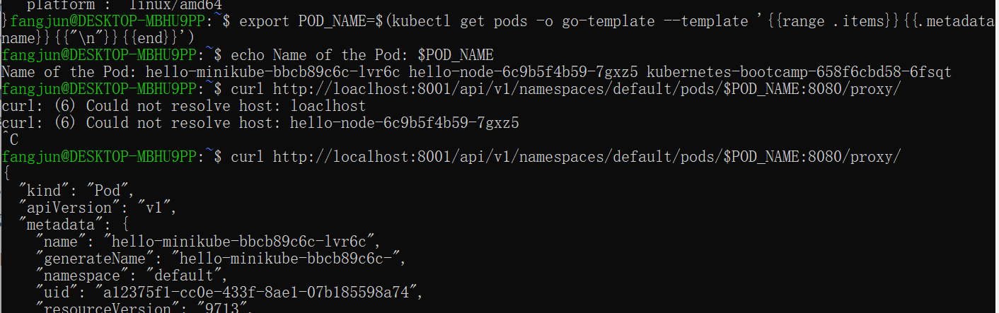 platform": "linux/amd64
}fangjun@DESKTOP-MBHU9PP:~$ export POD_NAME=$(kubectl get pods -o go-template --template '{{range .items}}{{.metadata
name}}{{"\n"}}{{end}}')
fangjun@DESKTOP-MBHU9PP:~$ echo Name of the Pod: $POD_NAME
Name of the Pod: hello-minikube-bbcb89c6c-lvr6c hello-node-6c9b5f4b59-7gxz5 kubernetes-bootcamp-658f6cbd58-6fsqt
fangjun@DESKTOP-MBHU9PP:~$ curl http://loaclhost:8001/api/v1/namespaces/default/pods/$POD_NAME:8080/proxy/
curl: (6) Could not resolve host: loaclhost
curl: (6) Could not resolve host: hello-node-6c9b5f4b59-7gxz5
^C
fangjun@DESKTOP-MBHU9PP:~$ curl http://localhost:8001/api/v1/namespaces/default/pods/$POD_NAME:8080/proxy/
{
"kind": "Pod",
"apiVersion": "v1",
"metadata": {
"name": "hello-minikube-bbcb89c6c-lvr6c",
"generateName": "hello-minikube-bbcb89c6c-",
"namespace": "default",
"uid": "a12375f1-cc0e-433f-8ae1-07b185598a74",
"resourceVersion": "9713",